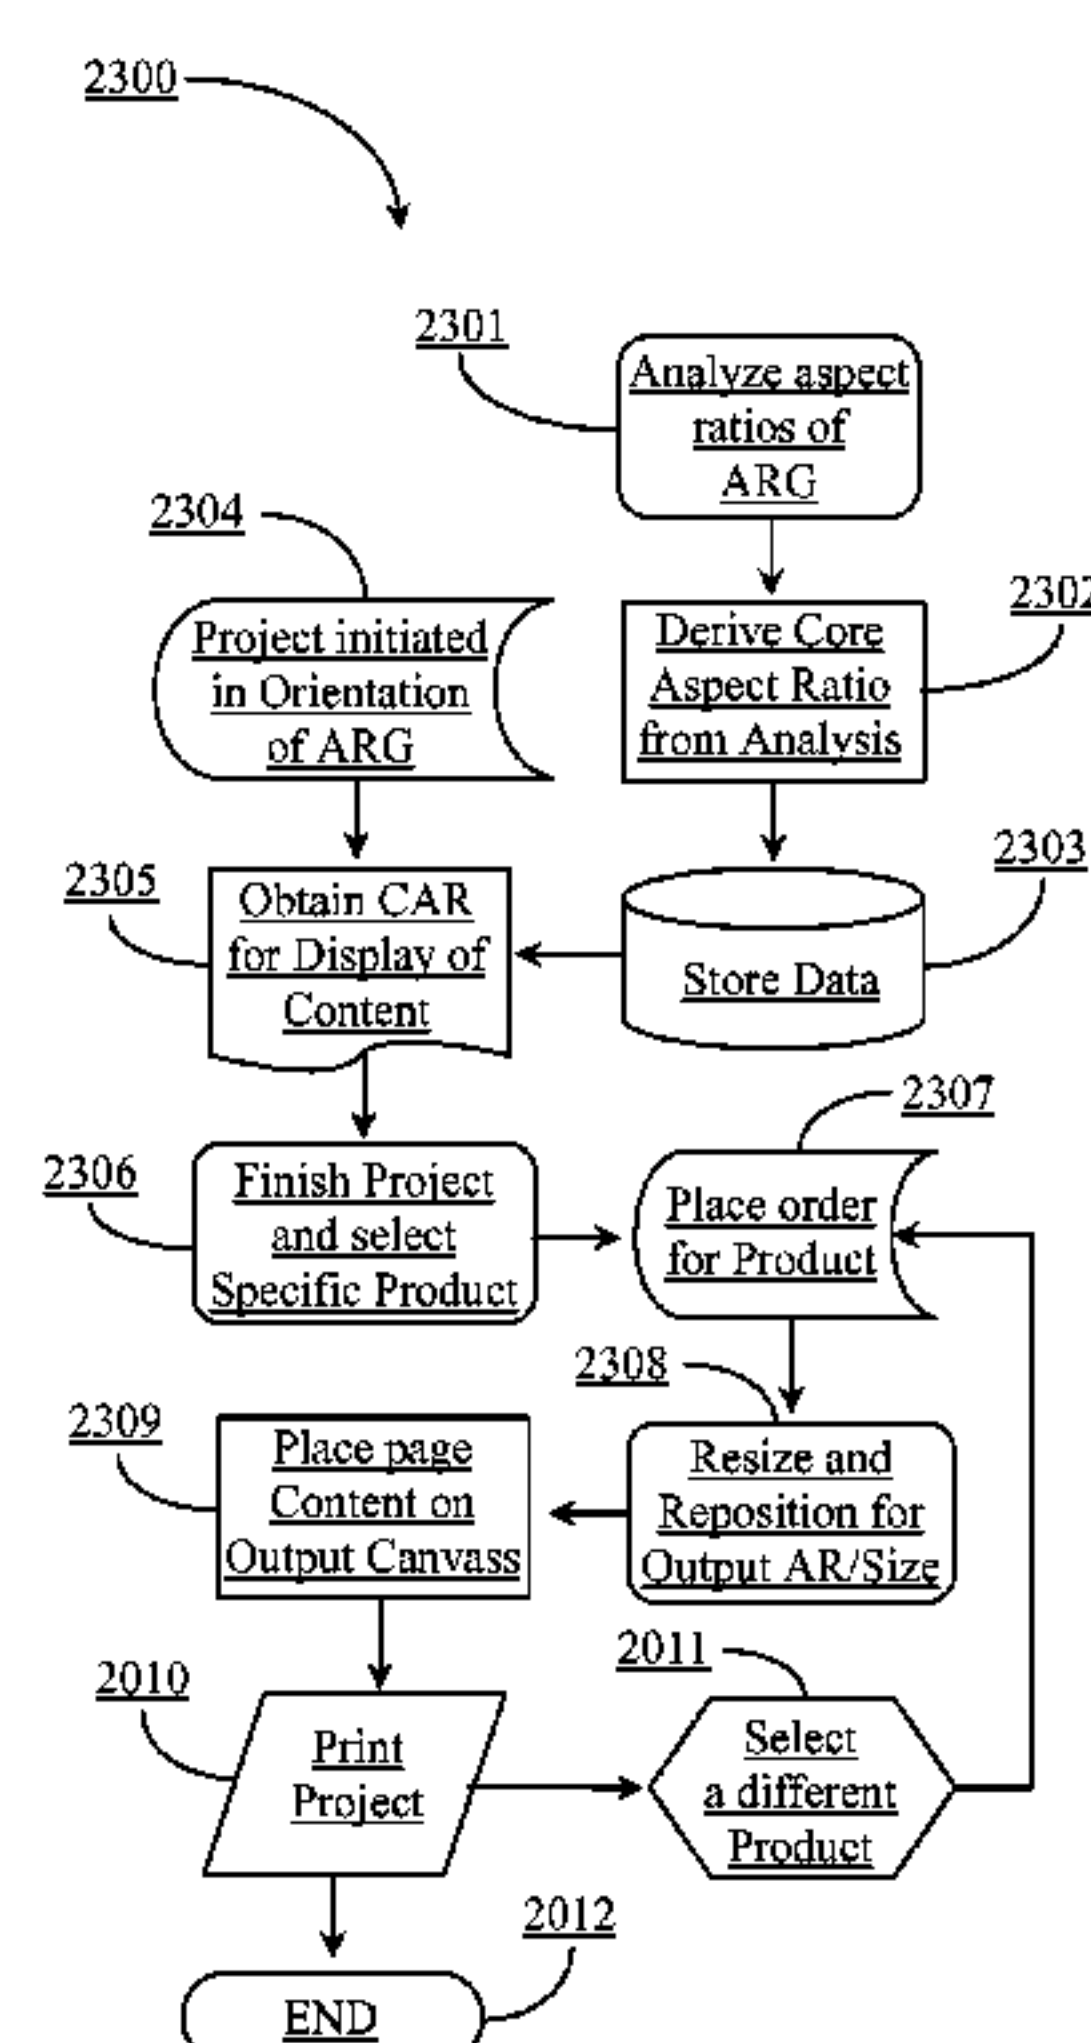 2300
2301
Analyze aspect
ratios of
ARG
2304
Project initiated
in Orientation
of ARG
2302
Derive Core
Aspect Ratio
from Analysis
2305
Obtain CAR
for Display of
Content
2303
Store Data
2306
Finish Project
and select
Specific Product
2307
Place order
for Product
2308
Resize and
Reposition for
Output AR/Size
2309
Place page
Content on
Output Canvass
2010
Print
Project
2011
Select
a different
Product
2012
END